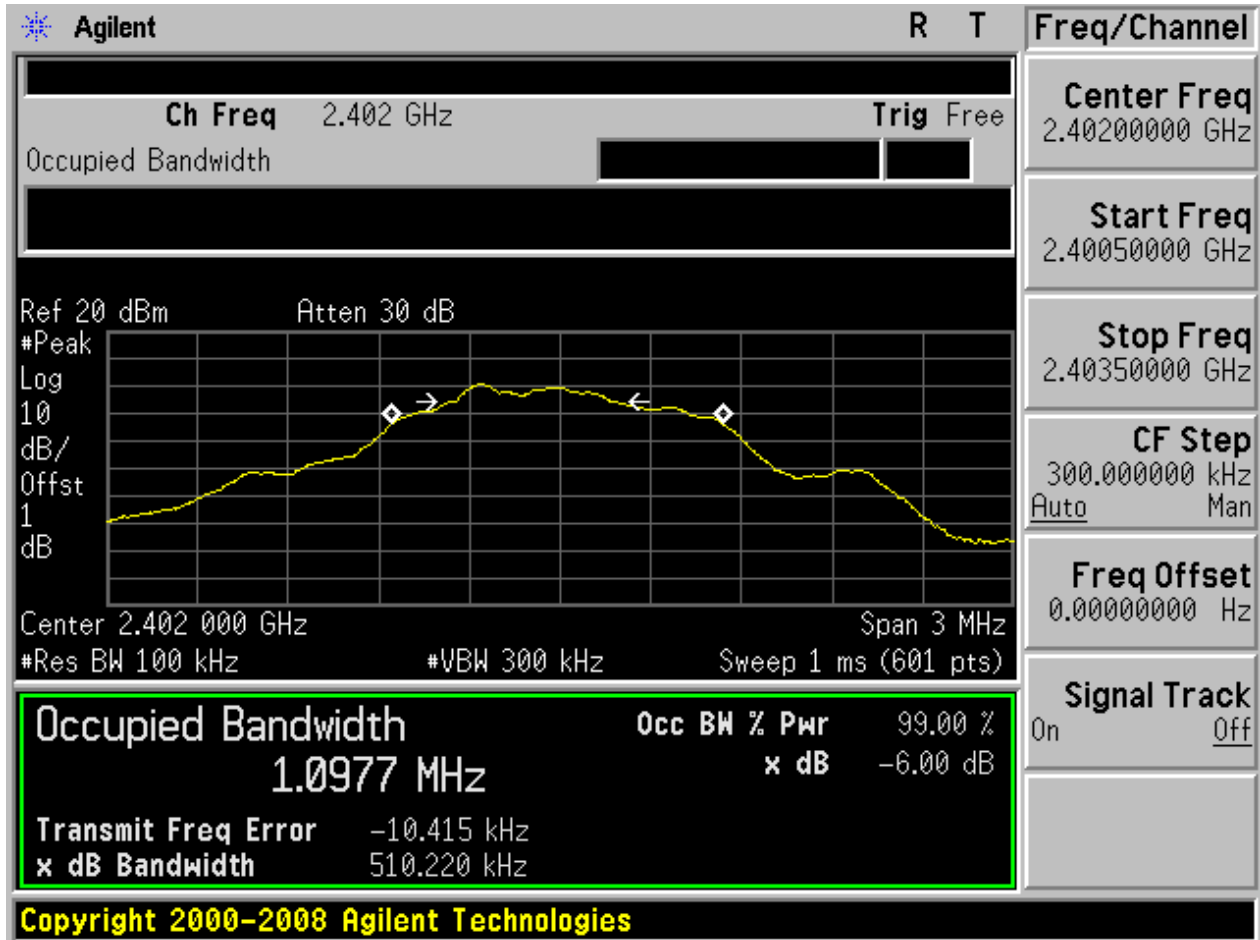 Agilent R T
Freq/Channel
Ch Freq 2.402 GHz Trig Free
Occupied Bandwidth
Center Freq
2.40200000 GHz
Start Freq
2.40050000 GHz
Stop Freq
2.40350000 GHz
CF Step
300.000000 kHz
Auto Man
Freq Offset
0.00000000 Hz
Signal Track
On Off
Ref 20 dBm Atten 30 dB
#Peak
Log
10
dB/
Offst
1
dB
Center 2.402 000 GHz Span 3 MHz
#Res BW 100 kHz #VBW 300 kHz Sweep 1 ms (601 pts)
Occupied Bandwidth
1.0977 MHz
Occ BW % Pwr 99.00 %
x dB -6.00 dB
Transmit Freq Error -10.415 kHz
x dB Bandwidth 510.220 kHz
Copyright 2000-2008 Agilent Technologies